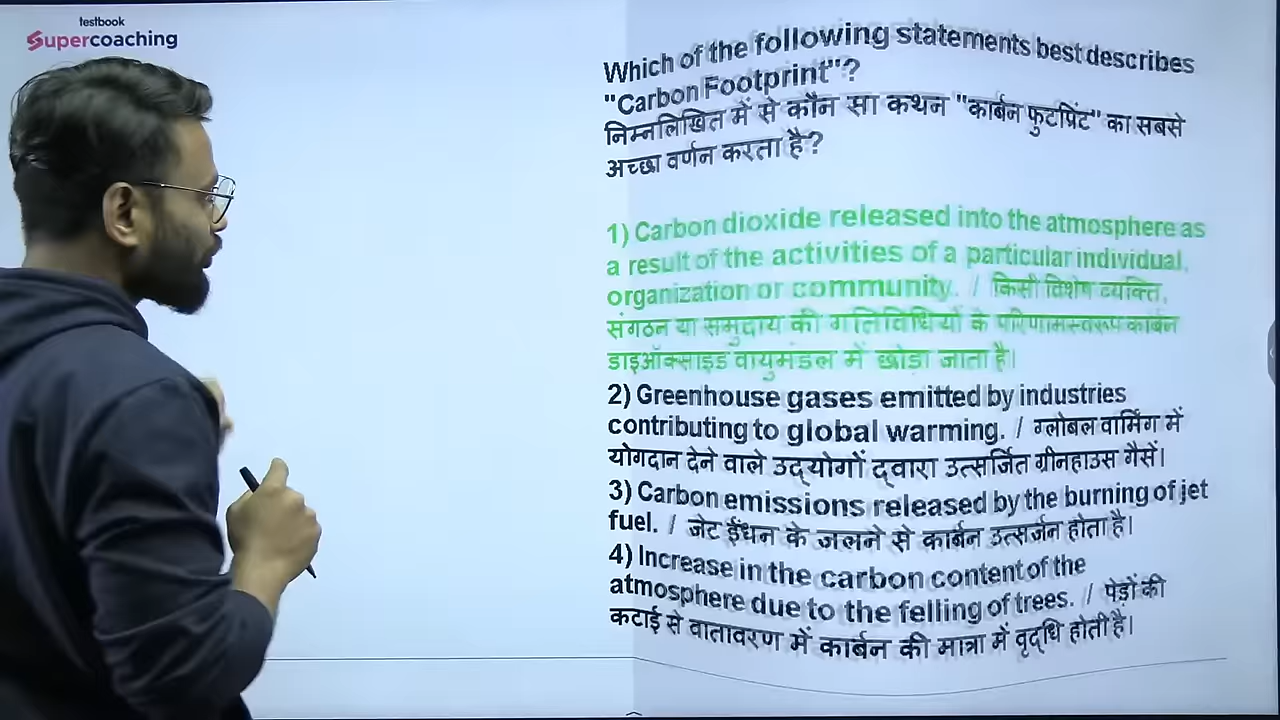 testbook
Supercoaching
Which of the following statements best describes
"Carbon Footprint"?
निम्नलिखित में से कौन सा कथन "कार्बन फुटप्रिंट" का सबसे
अच्छा वर्णन करता है?
1) Carbon dioxide released into the atmosphere as
a result of the activities of a particular individual,
organization or community. / किसी विशेष व्यक्ति,
संगठन या समुदाय की गतिविधियों के परिणामस्वरूप कार्बन
डाइऑक्साइड वायुमंडल में छोड़ा जाता है।
2) Greenhouse gases emitted by industries
contributing to global warming. / ग्लोबल वार्मिंग में
योगदान देने वाले उद्योगों द्वारा उत्सर्जित ग्रीनहाउस गैसें।
3) Carbon emissions released by the burning of jet
fuel. / जेट ईंधन के जलने से कार्बन उत्सर्जन होता है।
4) Increase in the carbon content of the
atmosphere due to the felling of trees. / पेड़ों की
कटाई से वातावरण में कार्बन की मात्रा में वृद्धि होती है।